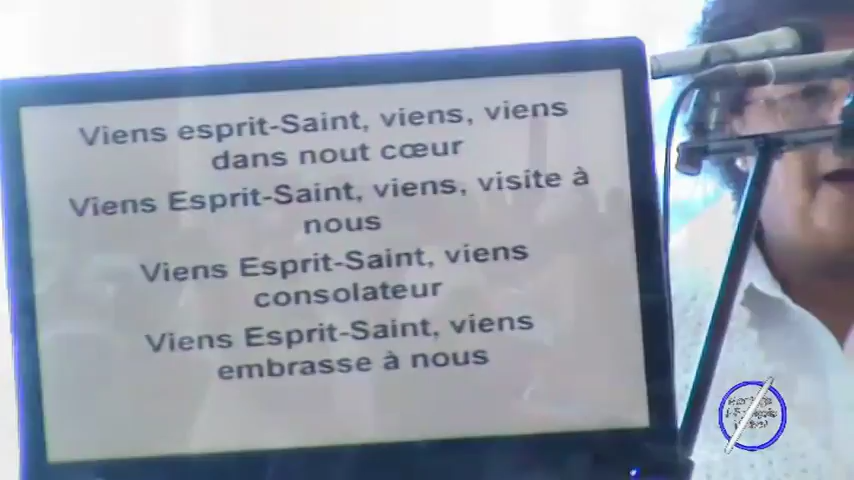 Viens esprit-Saint, viens, viens
dans nout cœur
Viens Esprit-Saint, viens, visite à
nous
Viens Esprit-Saint, viens
consolateur
Viens Esprit-Saint, viens
embrasse à nous